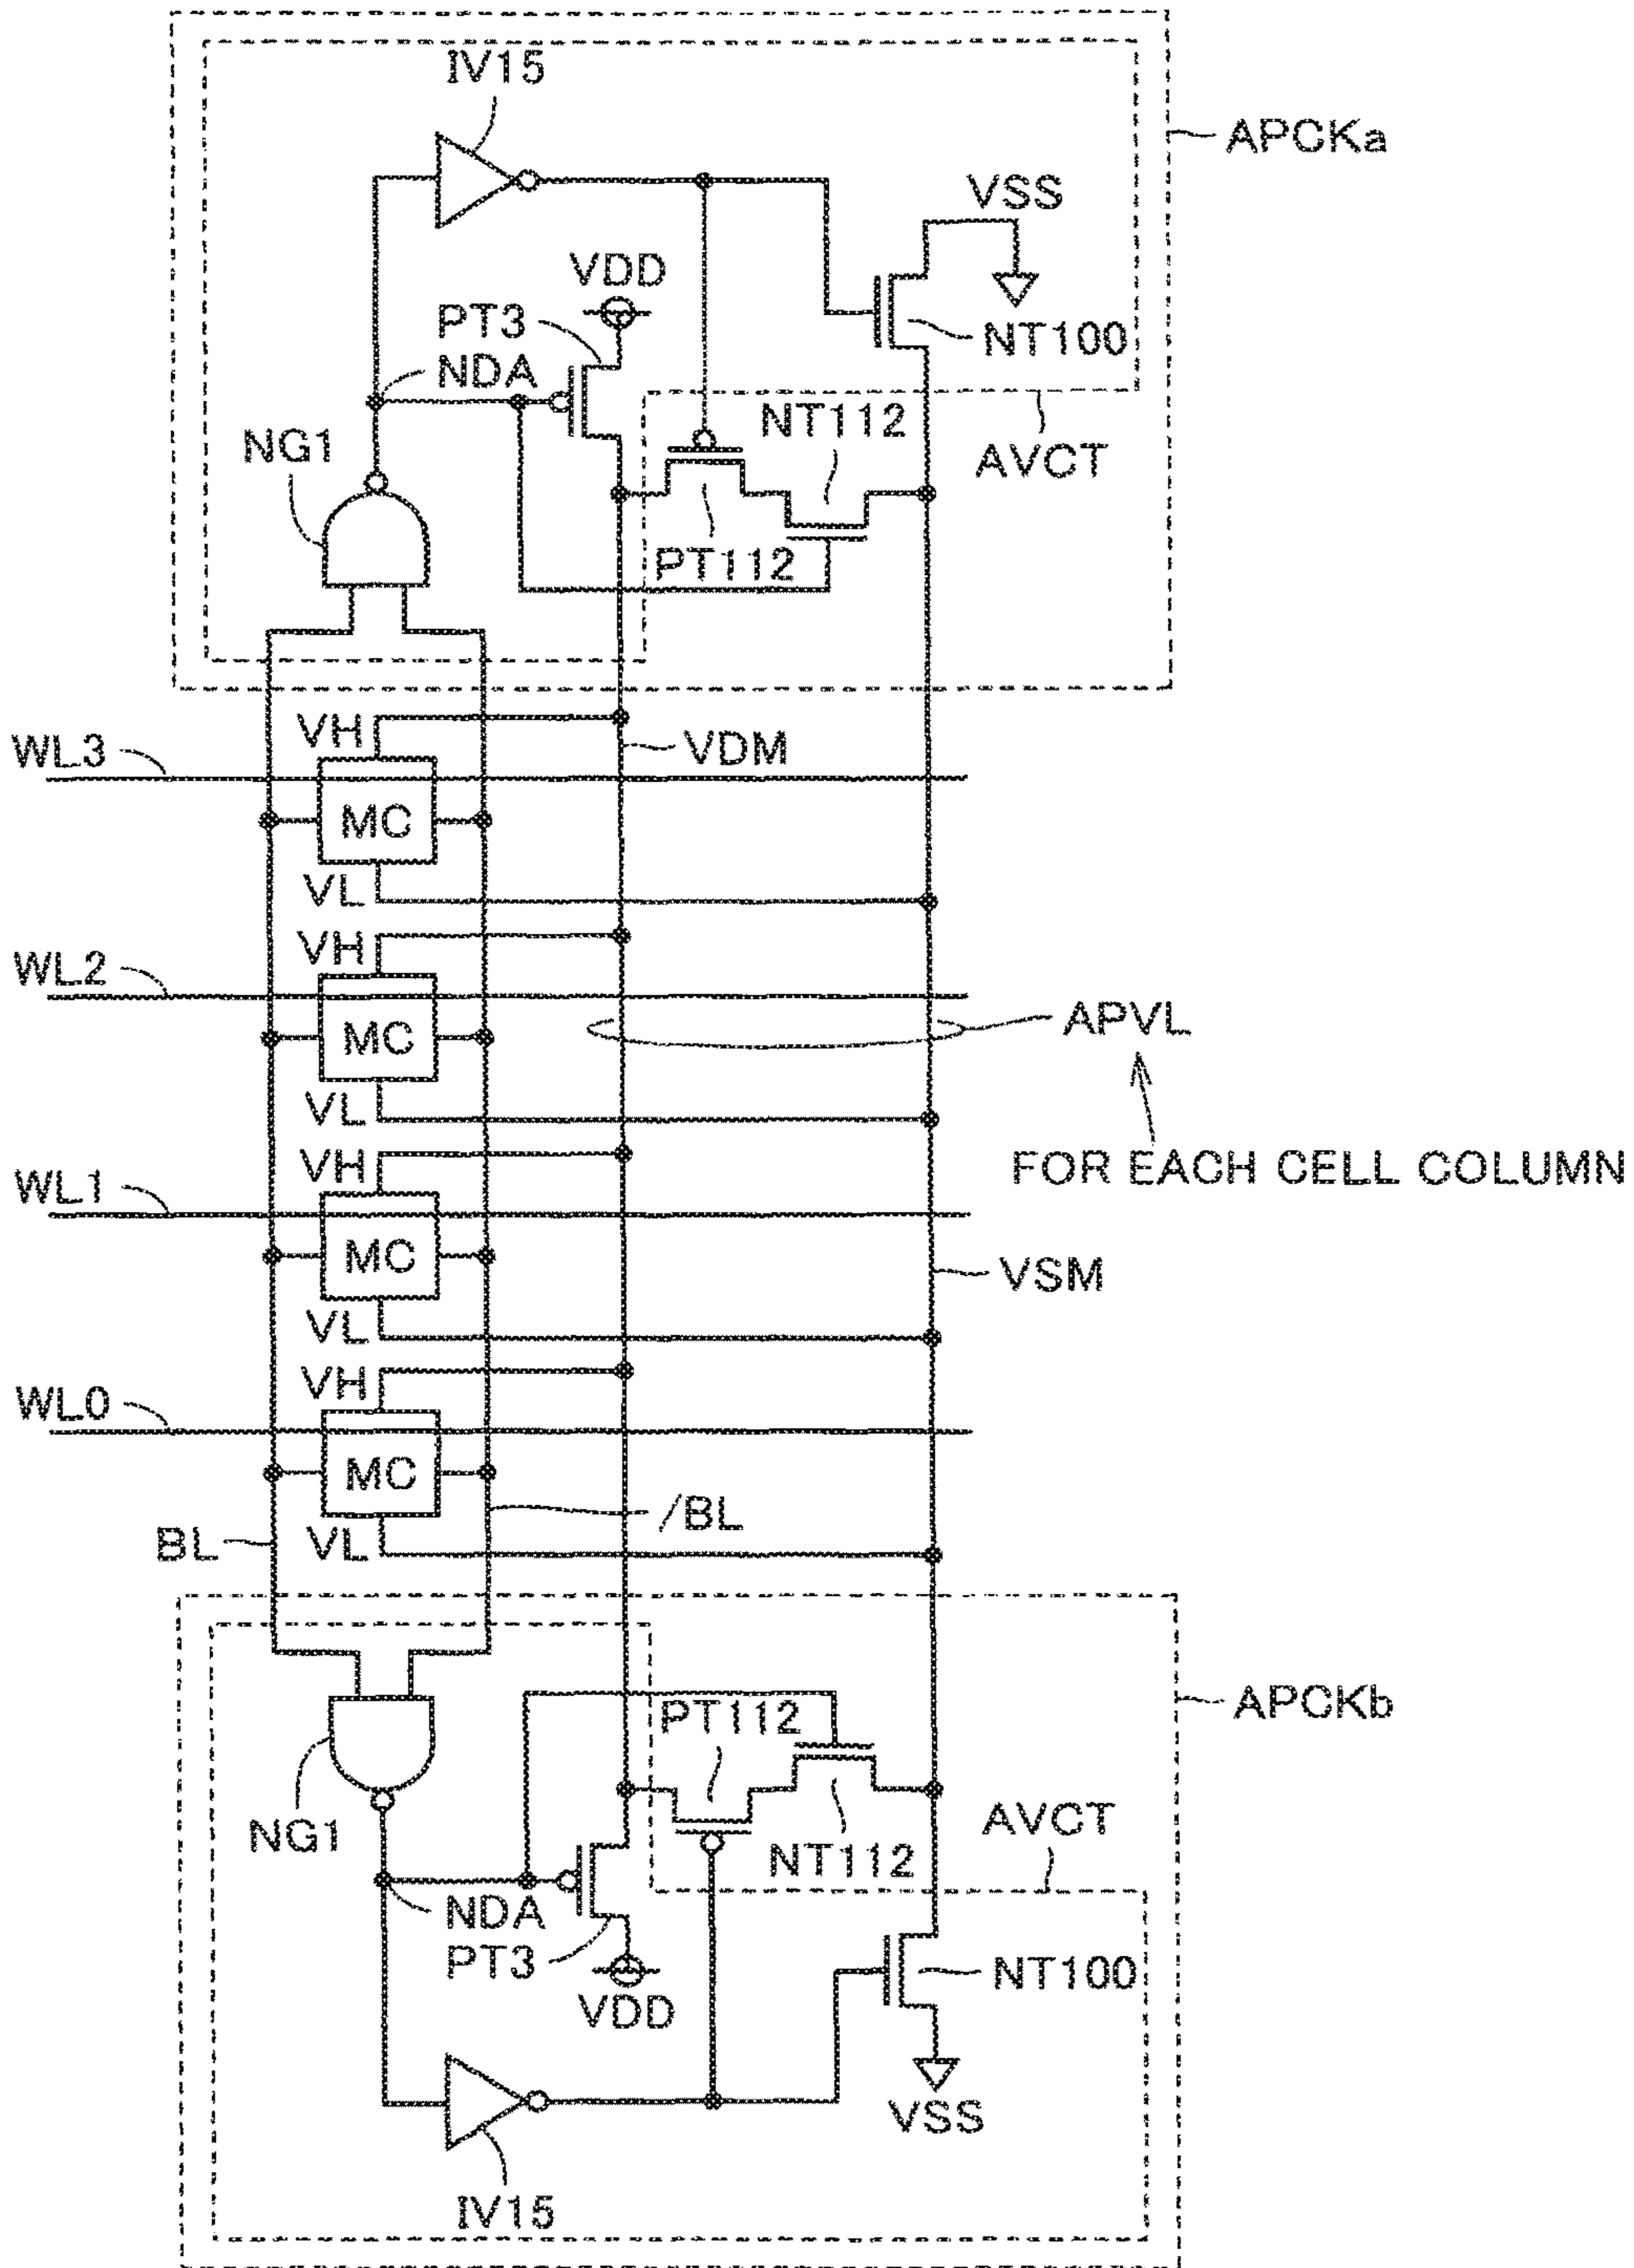 IV15
APCKa
VSS
VDD
PT3
NT100
NDA
NT112
NG1
AVCT
PT112
VH
WL3
VDM
MC
VL
VH
WL2
MC
APVL
VL
VH
FOR EACH CELL COLUMN
WL1
MC
VSM
VL
VH
WL0
MC
/BL
BL
VL
APCKb
PT112
AVCT
NG1
NT112
NDA
PT3
NT100
VDD
VSS
IV15